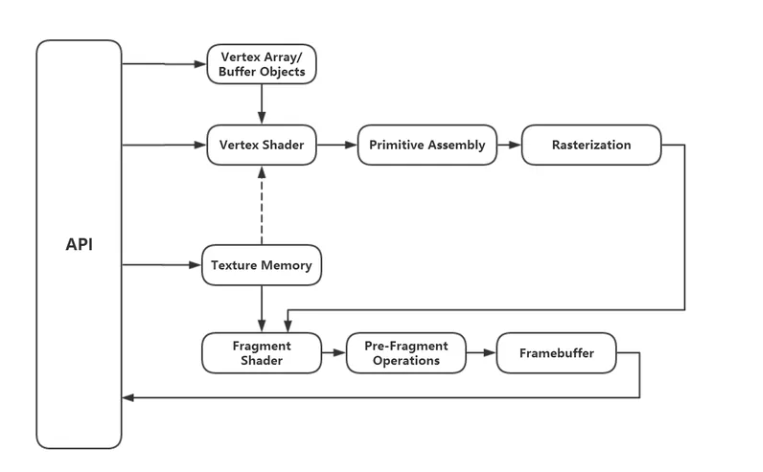 Vertex Array/
Buffer Objects
Vertex Shader
Primitive Assembly
Rasterization
API
Texture Memory
Fragment
Shader
Pre-Fragment
Operations
Framebuffer